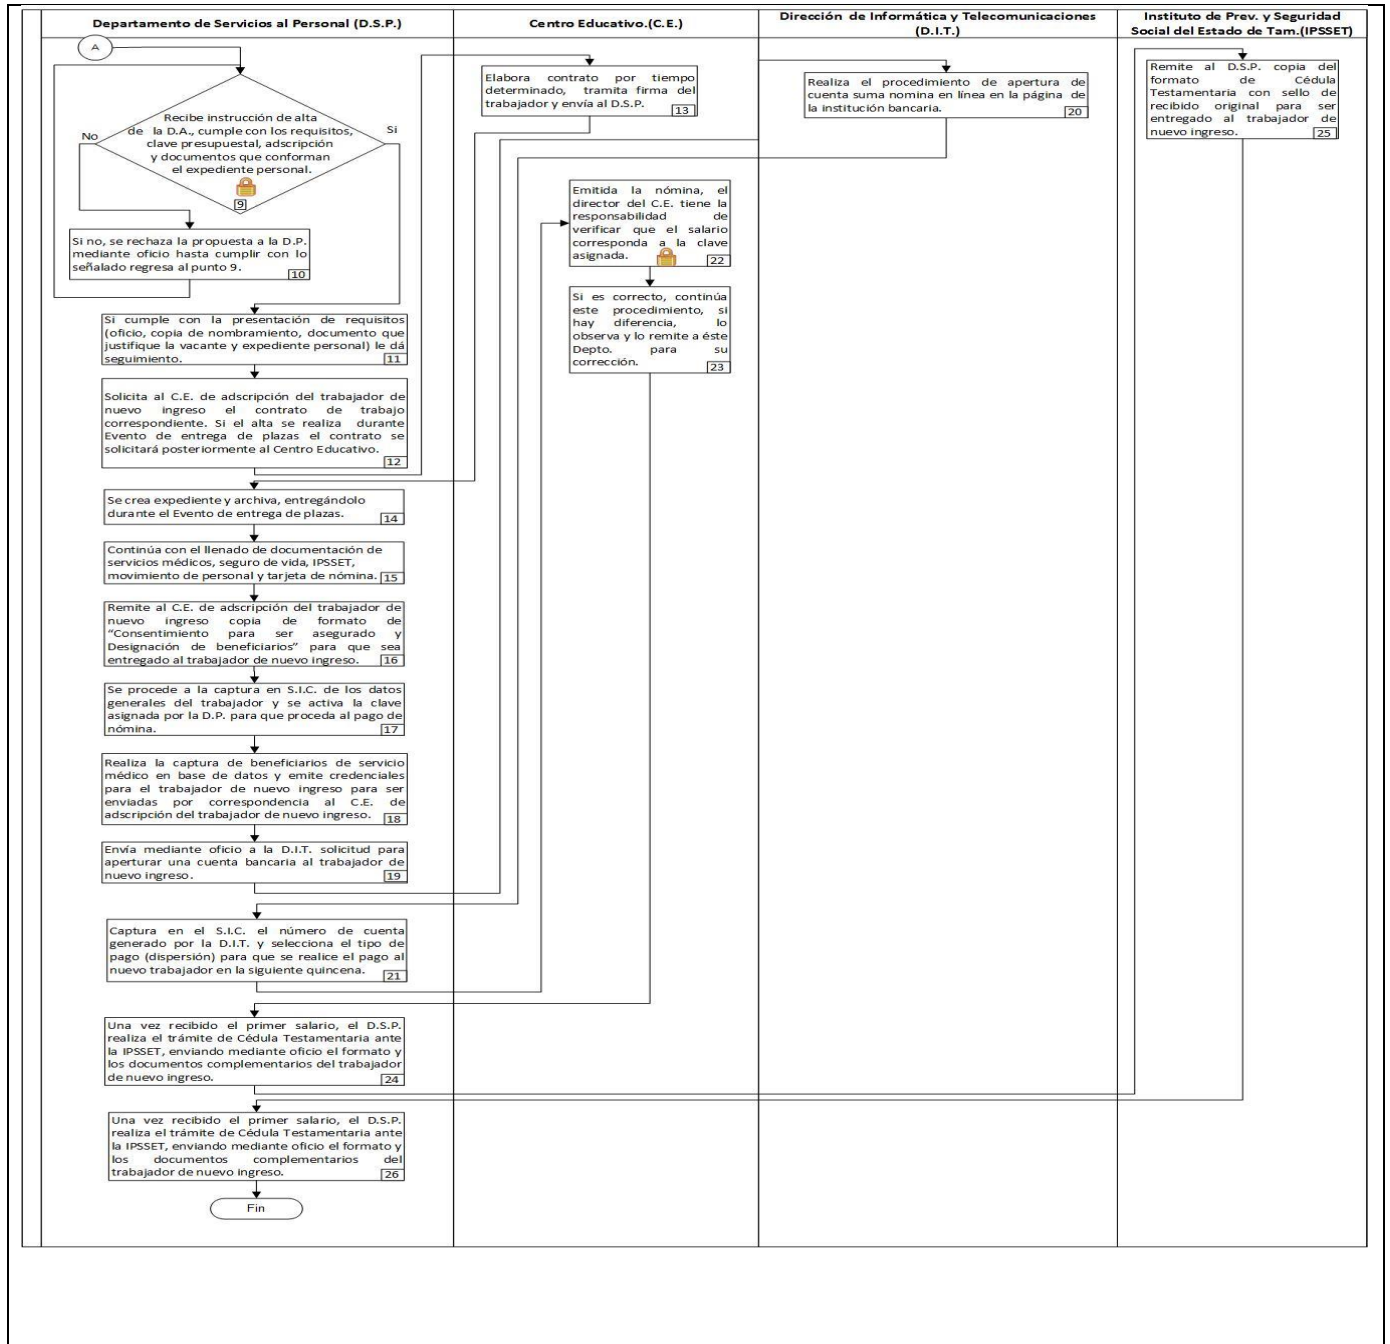 Departamento de Servicios al Personal (D.S.P.)
Centro Educativo.(C.E.)
Dirección de Informática y Telecomunicaciones
(D.I.T.)
Instituto de Prev. y Seguridad
Social del Estado de Tam.(IPSSET)
A
Recibe instrucción de alta
de la D.A., cumple con los requisitos,
clave presupuestal, adscripción
y documentos que conforman
el expediente personal.
9
No
Si
Si no, se rechaza la propuesta a la D.P.
mediante oficio hasta cumplir con lo
señalado regresa al punto 9.
10
Si cumple con la presentación de requisitos
(oficio, copia de nombramiento, documento que
justifique la vacante y expediente personal) le dá
seguimiento.
11
Solicita al C.E. de adscripción del trabajador de
nuevo ingreso el contrato de trabajo
correspondiente. Si el alta se realiza durante
Evento de entrega de plazas el contrato se
solicitará posteriormente al Centro Educativo.
12
Elabora contrato por tiempo
determinado, tramita firma del
trabajador y envía al D.S.P.
13
Se crea expediente y archiva, entregándolo
durante el Evento de entrega de plazas.
14
Continúa con el llenado de documentación de
servicios médicos, seguro de vida, IPSSET,
movimiento de personal y tarjeta de nómina.
15
Remite al C.E. de adscripción del trabajador de
nuevo ingreso copia de formato de
“Consentimiento para ser asegurado y
Designación de beneficiarios” para que sea
entregado al trabajador de nuevo ingreso.
16
Se procede a la captura en S.I.C. de los datos
generales del trabajador y se activa la clave
asignada por la D.P. para que proceda al pago de
nómina.
17
Realiza la captura de beneficiarios de servicio
médico en base de datos y emite credenciales
para el trabajador de nuevo ingreso para ser
enviadas por correspondencia al C.E. de
adscripción del trabajador de nuevo ingreso.
18
Envía mediante oficio a la D.I.T. solicitud para
aperturar una cuenta bancaria al trabajador de
nuevo ingreso.
19
Realiza el procedimiento de apertura de
cuenta suma nomina en línea en la página de
la institución bancaria.
20
Captura en el S.I.C. el número de cuenta
generado por la D.I.T. y selecciona el tipo de
pago (dispersión) para que se realice el pago al
nuevo trabajador en la siguiente quincena.
21
Emitida la nómina, el
director del C.E. tiene la
responsabilidad de
verificar que el salario
corresponda a la clave
asignada.
22
Si es correcto, continúa
este procedimiento, si
hay diferencia, lo
observa y lo remite a éste
Depto. para su
corrección.
23
Una vez recibido el primer salario, el D.S.P.
realiza el trámite de Cédula Testamentaria ante
la IPSSET, enviando mediante oficio el formato y
los documentos complementarios del trabajador
de nuevo ingreso.
24
Remite al D.S.P. copia del
formato de Cédula
Testamentaria con sello de
recibido original para ser
entregado al trabajador de
nuevo ingreso.
25
Una vez recibido el primer salario, el D.S.P.
realiza el trámite de Cédula Testamentaria ante
la IPSSET, enviando mediante oficio el formato y
los documentos complementarios del
trabajador de nuevo ingreso.
26
Fin